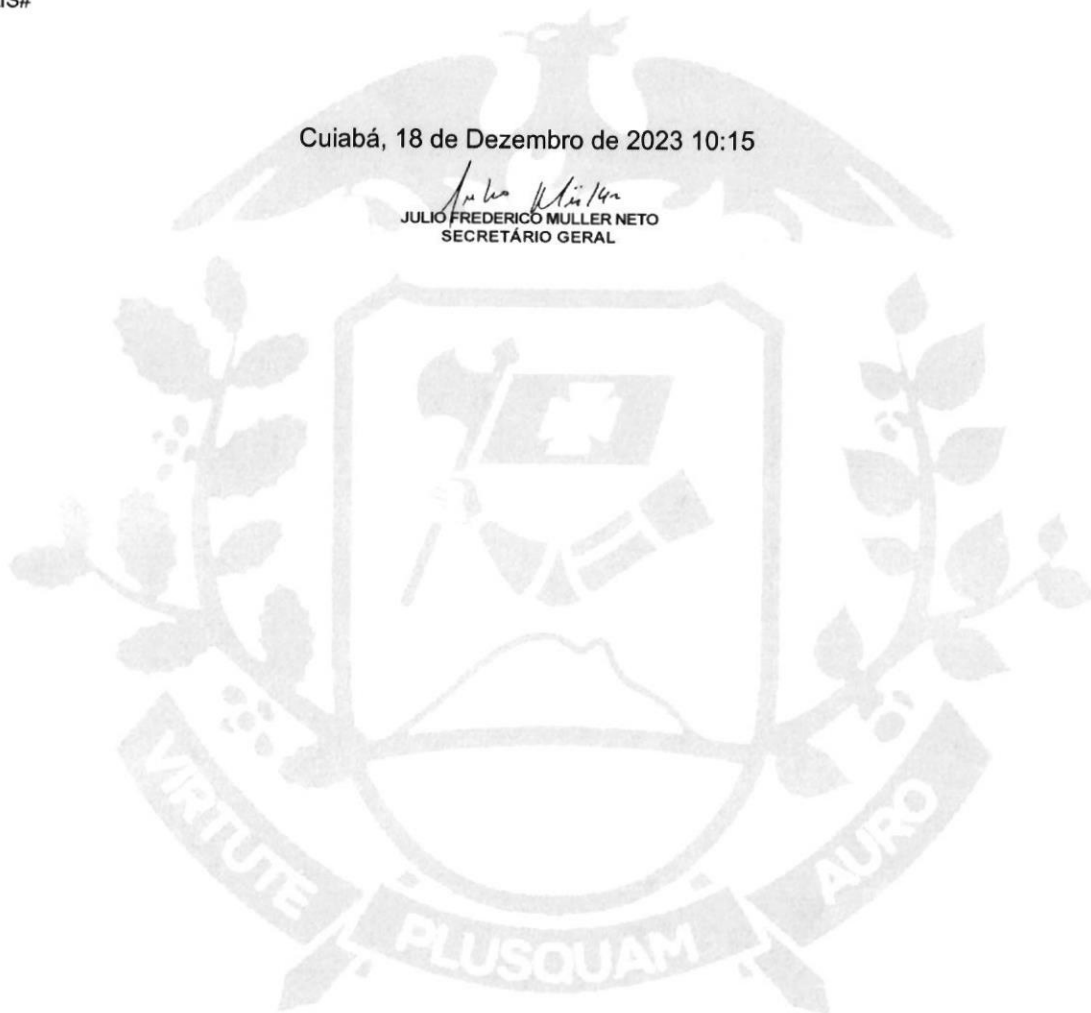 Cuiabá, 18 de Dezembro de 2023 10:15
JULIO FREDERICO MULLER NETO
SECRETÁRIO GERAL
VIRTUTE
PLUSQUAM
AURO